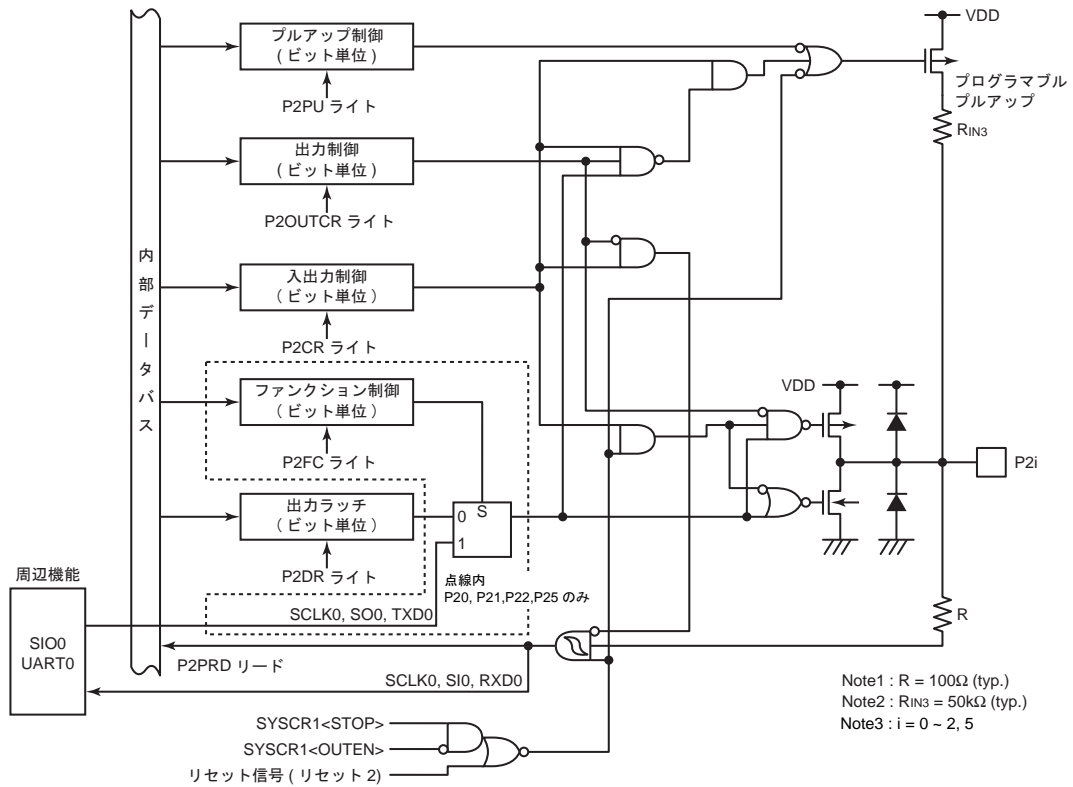 VDD
プルアップ制御
( ビット単位 )
P2PU ライト
プログラマブル
プルアップ
RIN3
出力制御
( ビット単位 )
P2OUTCR ライト
内部データバス
入出力制御
( ビット単位 )
P2CR ライト
ファンクション制御
( ビット単位 )
P2FC ライト
VDD
P2i
出力ラッチ
( ビット単位 )
P2DR ライト
0
S
1
点線内
P20, P21,P22,P25 のみ
周辺機能
SIO0
UART0
SCLK0, SO0, TXD0
R
P2PRD リード
SCLK0, SI0, RXD0
Note1 : R = 100Ω (typ.)
Note2 : RIN3 = 50kΩ (typ.)
Note3 : i = 0 ~ 2, 5
SYSCR1<STOP>
SYSCR1<OUTEN>
リセット信号 ( リセット 2)